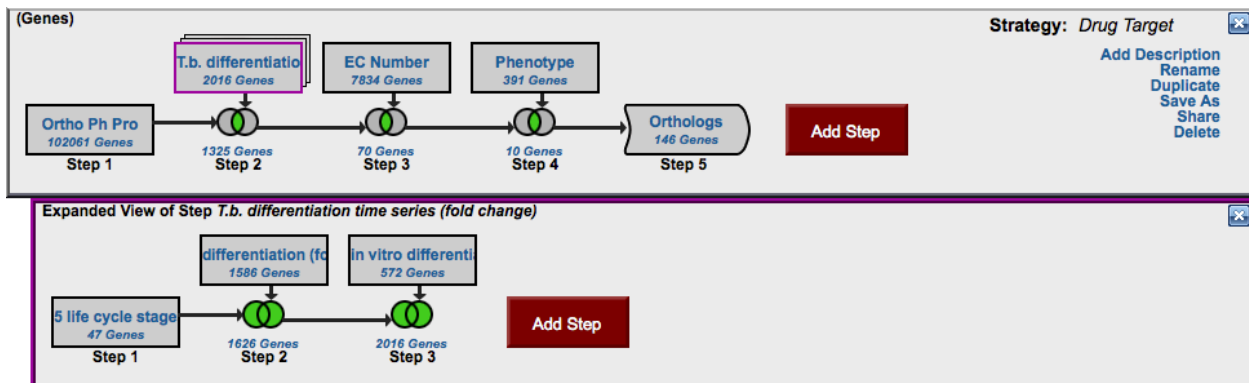 (Genes)
Strategy: Drug Target
Add Description
Rename
Duplicate
Save As
Share
Delete
T.b. differentiatio
2016 Genes
EC Number
7834 Genes
Phenotype
391 Genes
Ortho Ph Pro
102061 Genes
Step 1
1325 Genes
Step 2
70 Genes
Step 3
10 Genes
Step 4
Orthologs
146 Genes
Step 5
Add Step
Expanded View of Step T.b. differentiation time series (fold change)
differentiation (fo
1586 Genes
in vitro differenti
572 Genes
5 life cycle stage
47 Genes
Step 1
1626 Genes
Step 2
2016 Genes
Step 3
Add Step